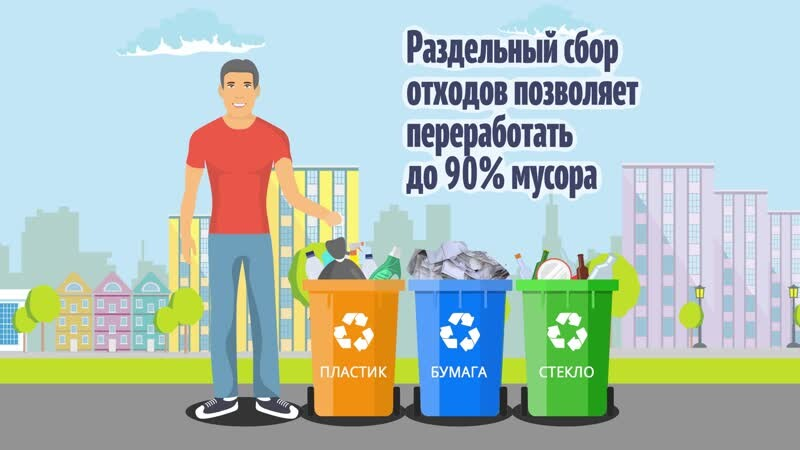 Раздельный сбор
отходов позволяет
переработать
до 90% мусора
ПЛАСТИК
БУМАГА
СТЕКЛО